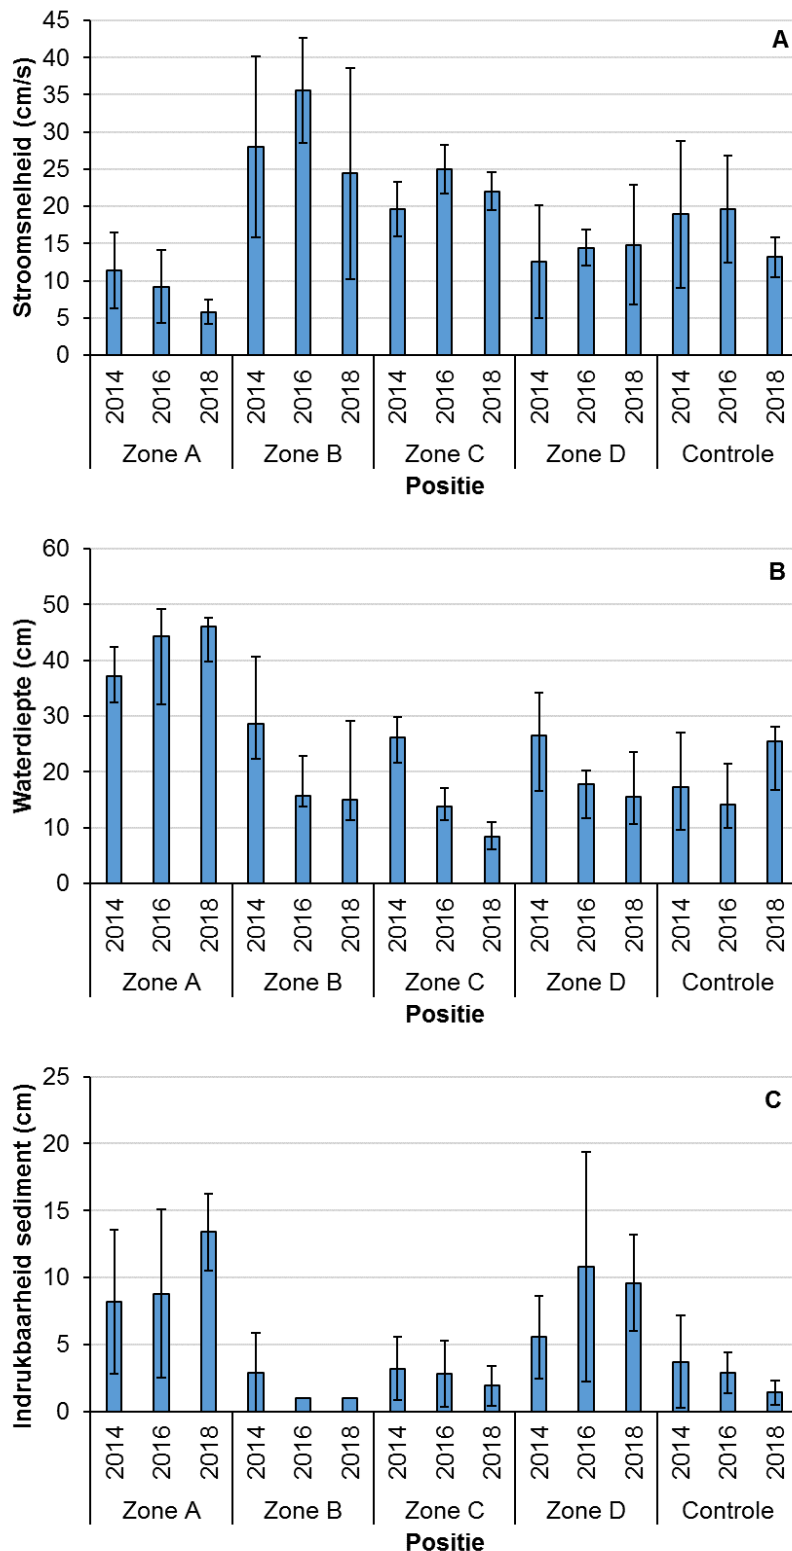 A
Stroomsnelheid (cm/s)
45
40
35
30
25
20
15
10
5
0
2014 2016 2018 2014 2016 2018 2014 2016 2018 2014 2016 2018 2014 2016 2018
Zone A Zone B Zone C Zone D Controle
Positie
B
Waterdiepte (cm)
60
50
40
30
20
10
0
2014 2016 2018 2014 2016 2018 2014 2016 2018 2014 2016 2018 2014 2016 2018
Zone A Zone B Zone C Zone D Controle
Positie
C
Indrukbaarheid sediment (cm)
25
20
15
10
5
0
2014 2016 2018 2014 2016 2018 2014 2016 2018 2014 2016 2018 2014 2016 2018
Zone A Zone B Zone C Zone D Controle
Positie